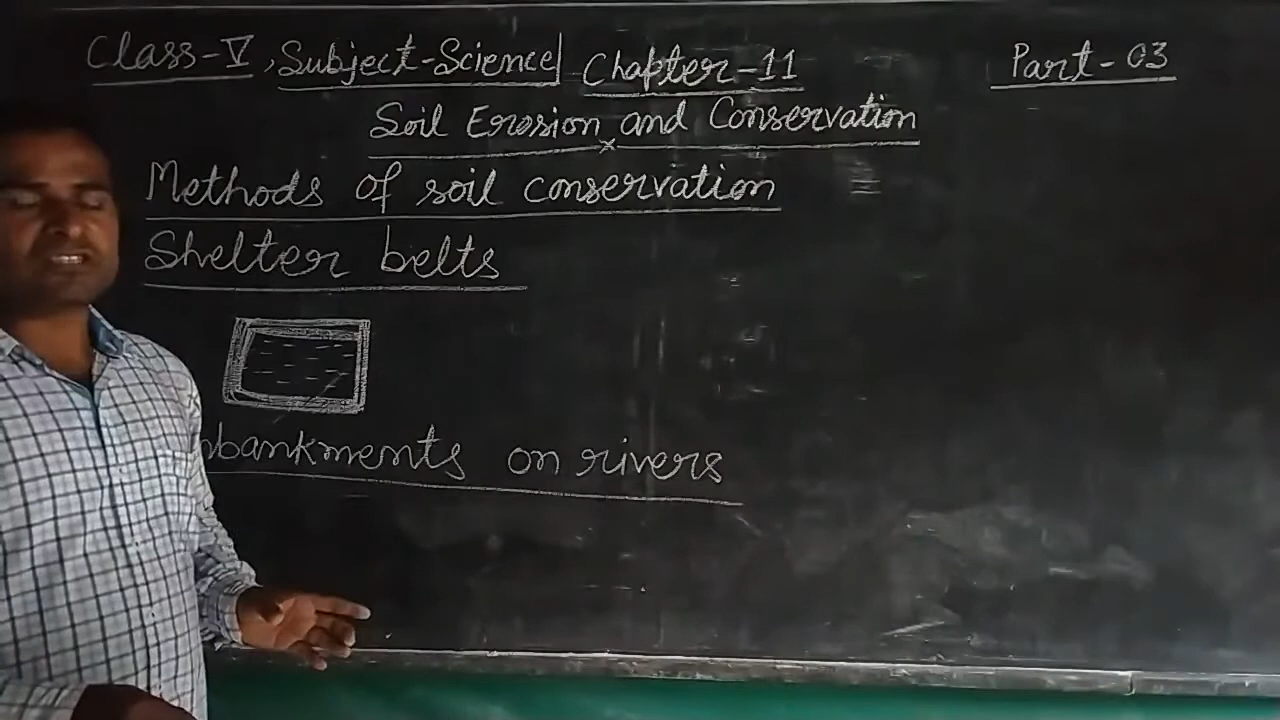 Class-V, Subject-Science| Chapter-11 Part-03
Soil Erosion and Conservation
Methods of soil conservation
Shelter belts
on rivers